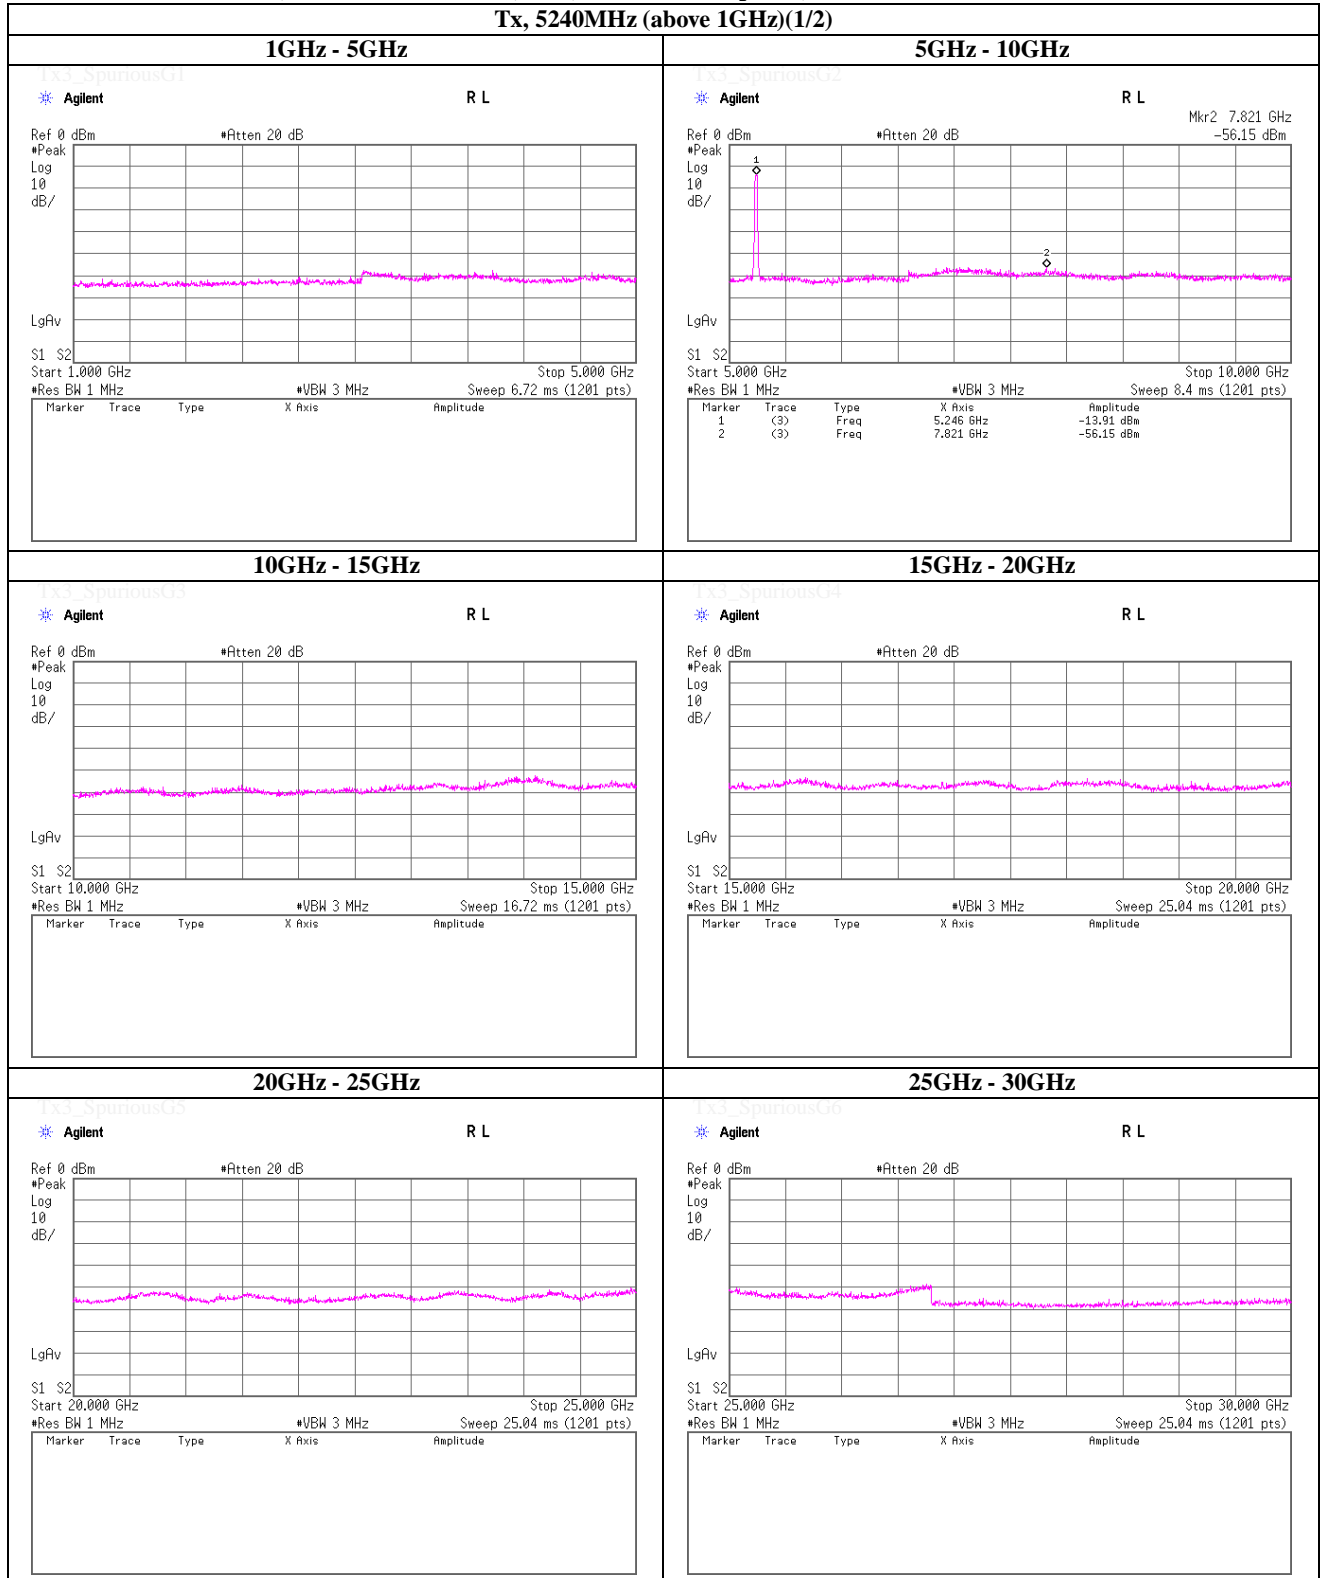 Tx, 5240MHz (above 1GHz)(1/2)
1GHz - 5GHz
Tx3_SpuriousG1
Agilent R L
Ref 0 dBm #Atten 20 dB
#Peak
Log
10
dB/
LgAv
S1 S2
Start 1.000 GHz Stop 5.000 GHz
#Res BW 1 MHz #VBW 3 MHz Sweep 6.72 ms (1201 pts)
Marker Trace Type X Axis Amplitude
5GHz - 10GHz
Tx3_SpuriousG2
Agilent R L
Mkr2 7.821 GHz
Ref 0 dBm #Atten 20 dB -56.15 dBm
#Peak
Log
10
dB/
1
2
LgAv
S1 S2
Start 5.000 GHz Stop 10.000 GHz
#Res BW 1 MHz #VBW 3 MHz Sweep 8.4 ms (1201 pts)
Marker Trace Type X Axis Amplitude
1 (3) Freq 5.246 GHz -13.91 dBm
2 (3) Freq 7.821 GHz -56.15 dBm
10GHz - 15GHz
Tx3_SpuriousG3
Agilent R L
Ref 0 dBm #Atten 20 dB
#Peak
Log
10
dB/
LgAv
S1 S2
Start 10.000 GHz Stop 15.000 GHz
#Res BW 1 MHz #VBW 3 MHz Sweep 16.72 ms (1201 pts)
Marker Trace Type X Axis Amplitude
15GHz - 20GHz
Tx3_SpuriousG4
Agilent R L
Ref 0 dBm #Atten 20 dB
#Peak
Log
10
dB/
LgAv
S1 S2
Start 15.000 GHz Stop 20.000 GHz
#Res BW 1 MHz #VBW 3 MHz Sweep 25.04 ms (1201 pts)
Marker Trace Type X Axis Amplitude
20GHz - 25GHz
Tx3_SpuriousG5
Agilent R L
Ref 0 dBm #Atten 20 dB
#Peak
Log
10
dB/
LgAv
S1 S2
Start 20.000 GHz Stop 25.000 GHz
#Res BW 1 MHz #VBW 3 MHz Sweep 25.04 ms (1201 pts)
Marker Trace Type X Axis Amplitude
25GHz - 30GHz
Tx3_SpuriousG6
Agilent R L
Ref 0 dBm #Atten 20 dB
#Peak
Log
10
dB/
LgAv
S1 S2
Start 25.000 GHz Stop 30.000 GHz
#Res BW 1 MHz #VBW 3 MHz Sweep 25.04 ms (1201 pts)
Marker Trace Type X Axis Amplitude